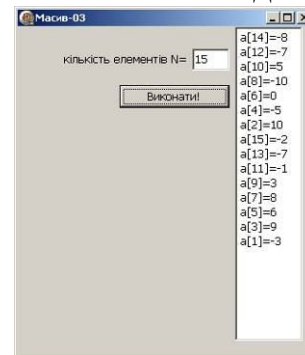 Масив-03
кількість елементів N= 15
Виконати!
a[14]=-8
a[12]=-7
a[10]=5
a[8]=-10
a[6]=0
a[4]=-5
a[2]=10
a[15]=-2
a[13]=-7
a[11]=-1
a[9]=3
a[7]=8
a[5]=6
a[3]=9
a[1]=-3